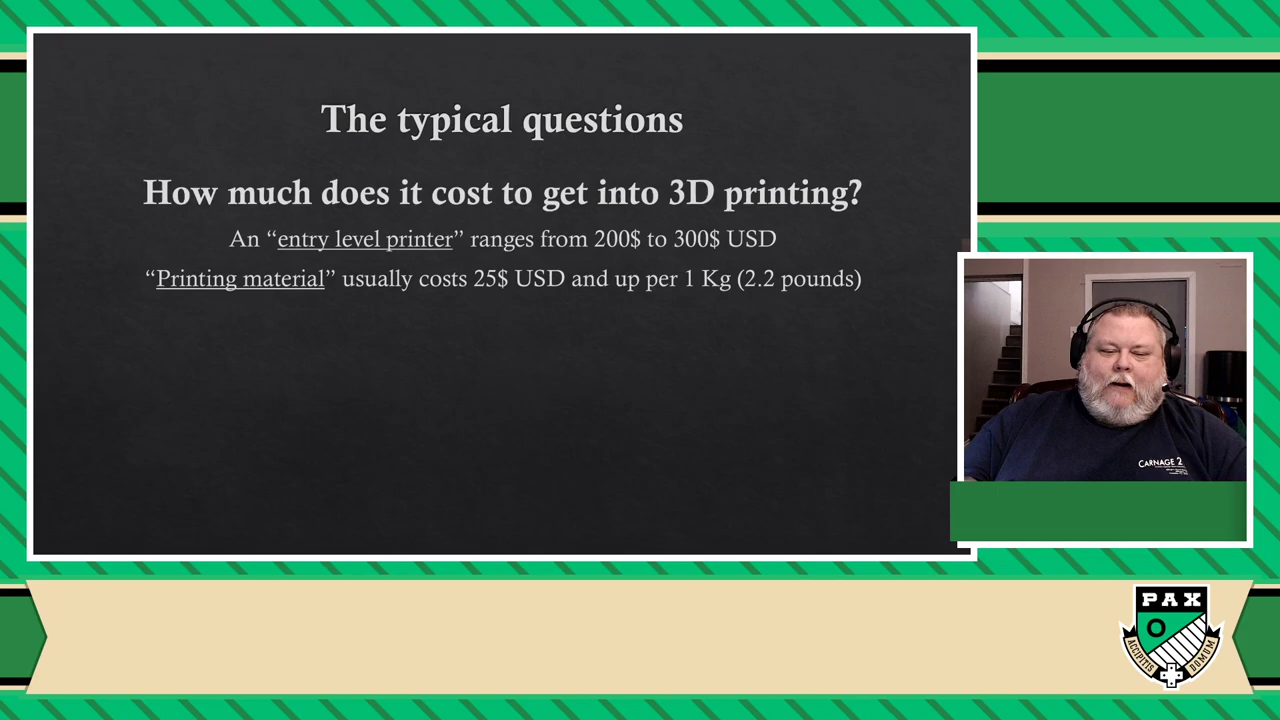 The typical questions
How much does it cost to get into 3D printing?
An “entry level printer” ranges from 200$ to 300$ USD
“Printing material” usually costs 25$ USD and up per 1 Kg (2.2 pounds)
CARNAGE 2
PAX
ACCIPITIS DOMUM